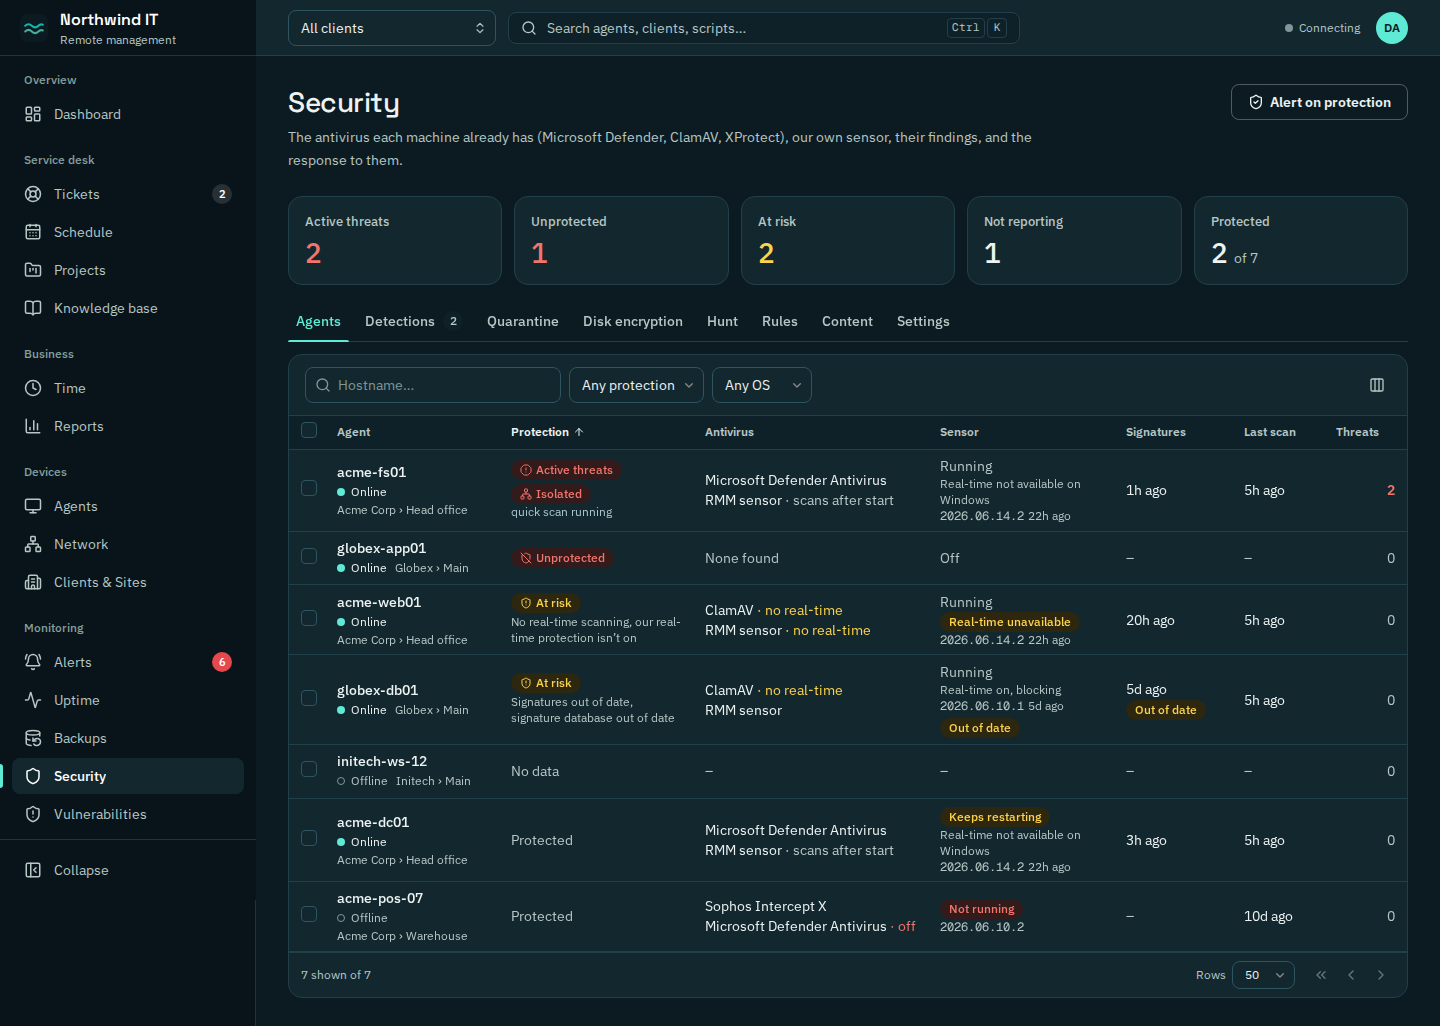 Northwind IT
Remote management
All clients
Search agents, clients, scripts...
Ctrl K
Connecting
DA
Overview
Dashboard
Service desk
Tickets 2
Schedule
Projects
Knowledge base
Business
Time
Reports
Devices
Agents
Network
Clients & Sites
Monitoring
Alerts 6
Uptime
Backups
Security
Vulnerabilities
Collapse
Security
Alert on protection
The antivirus each machine already has (Microsoft Defender, ClamAV, XProtect), our own sensor, their findings, and the
response to them.
Active threats
2
Unprotected
1
At risk
2
Not reporting
1
Protected
2 of 7
Agents Detections 2 Quarantine Disk encryption Hunt Rules Content Settings
Hostname...
Any protection
Any OS
Agent Protection ↑ Antivirus Sensor Signatures Last scan Threats
acme-fs01
Online
Acme Corp › Head office
Active threats
Isolated
quick scan running
Microsoft Defender Antivirus
RMM sensor · scans after start
Running
Real-time not available on
Windows
2026.06.14.2 22h ago
1h ago
5h ago
2
globex-app01
Online Globex › Main
Unprotected
None found
Off
–
–
0
acme-web01
Online
Acme Corp › Head office
At risk
No real-time scanning, our real-
time protection isn't on
ClamAV · no real-time
RMM sensor · no real-time
Running
Real-time unavailable
2026.06.14.2 22h ago
20h ago
5h ago
0
globex-db01
Online Globex › Main
At risk
Signatures out of date,
signature database out of date
ClamAV · no real-time
RMM sensor
Running
Real-time on, blocking
2026.06.10.1 5d ago
Out of date
5d ago
Out of date
5h ago
0
initech-ws-12
Offline Initech › Main
No data
–
–
–
–
0
acme-dc01
Online
Acme Corp › Head office
Protected
Microsoft Defender Antivirus
RMM sensor · scans after start
Keeps restarting
Real-time not available on
Windows
2026.06.14.2 22h ago
3h ago
5h ago
0
acme-pos-07
Offline
Acme Corp › Warehouse
Protected
Sophos Intercept X
Microsoft Defender Antivirus · off
Not running
2026.06.10.2
–
10d ago
0
7 shown of 7
Rows 50